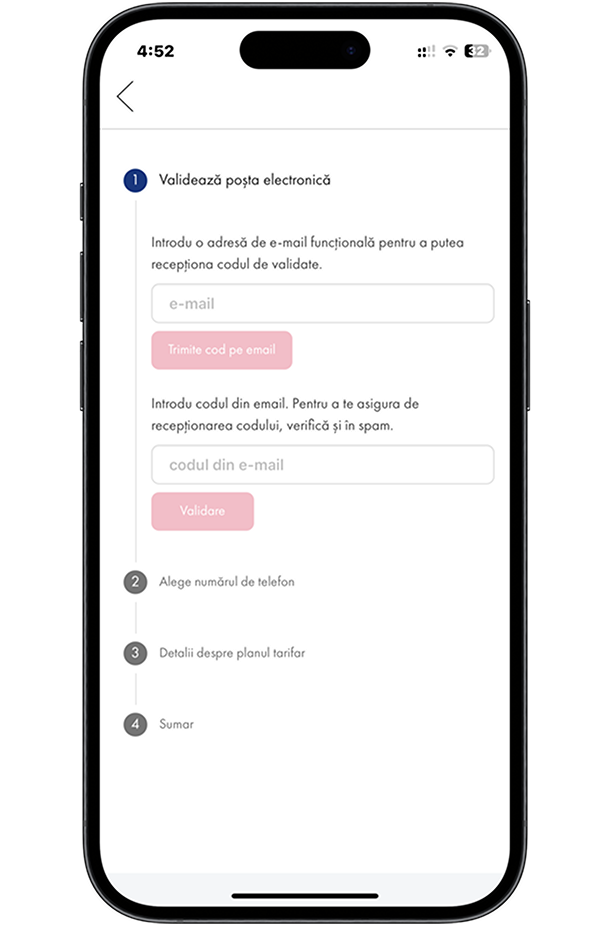 4:52
32
1 Validează poșta electronică
Introdu o adresă de e-mail funcțională pentru a putea
recepționa codul de validate.
e-mail
Trimite cod pe email
Introdu codul din email. Pentru a te asigura de
recepționarea codului, verifică și în spam.
codul din e-mail
Validare
2 Alege numărul de telefon
3 Detalii despre planul tarifar
4 Sumar